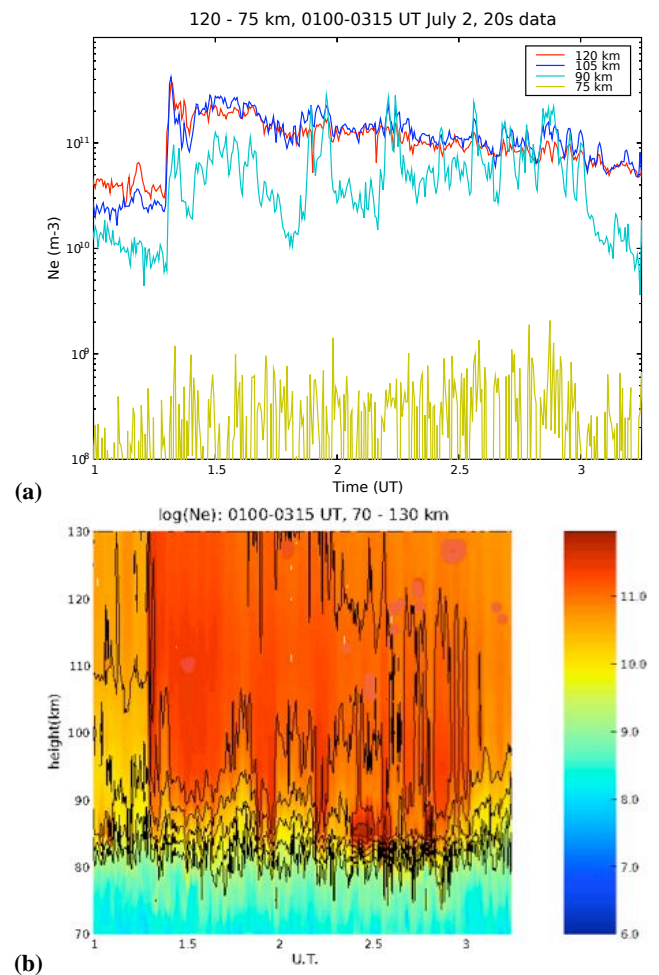 120 - 75 km, 0100-0315 UT July 2, 20s data
120 km
105 km
90 km
75 km
10^11
10^10
10^9
10^8
Ne (m-3)
1 1.5 2 2.5 3
Time (UT)
(a)
log(Ne): 0100-0315 UT, 70 - 130 km
130
120
110
100
90
80
70
height(km)
1 1.5 2 2.5 3
U.T.
11.0
10.0
9.0
8.0
7.0
6.0
(b)